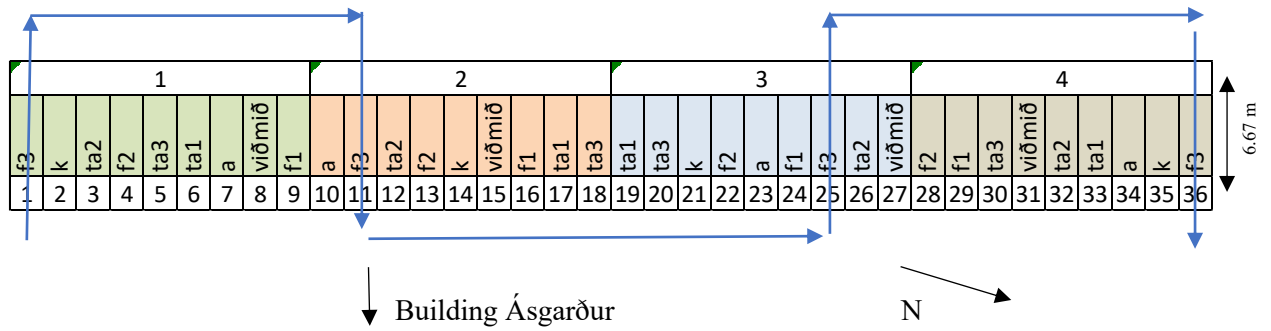 1 2 3 4
f3 k ta2 f2 ta3 ta1 a viðmið f1 a f3 ta2 f2 k viðmið f1 ta1 ta3 ta1 ta3 k f2 a f1 f3 ta2 viðmið f2 f1 ta3 viðmið ta2 ta1 a k f3
1 2 3 4 5 6 7 8 9 10 11 12 13 14 15 16 17 18 19 20 21 22 23 24 25 26 27 28 29 30 31 32 33 34 35 36
6.67 m
Building Ásgarður N